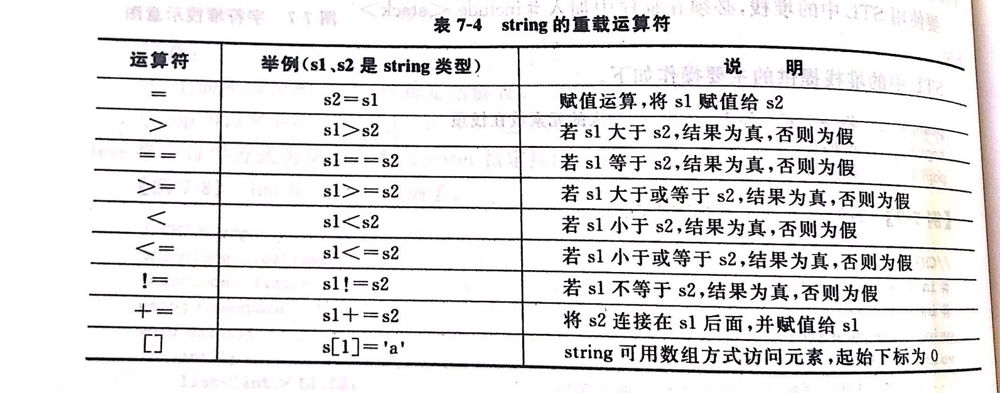 表 7-4 string 的重载运算符
运算符 举例(s1、s2 是 string 类型) 说 明
= s2=s1 赋值运算,将 s1 赋值给 s2
> s1>s2 若 s1 大于 s2,结果为真,否则为假
== s1==s2 若 s1 等于 s2,结果为真,否则为假
>= s1>=s2 若 s1 大于或等于 s2,结果为真,否则为假
< s1<s2 若 s1 小于 s2,结果为真,否则为假
<= s1<=s2 若 s1 小于或等于 s2,结果为真,否则为假
!= s1!=s2 若 s1 不等于 s2,结果为真,否则为假
+= s1+=s2 将 s2 连接在 s1 后面,并赋值给 s1
[] s[1]='a' string 可用数组方式访问元素,起始下标为 0